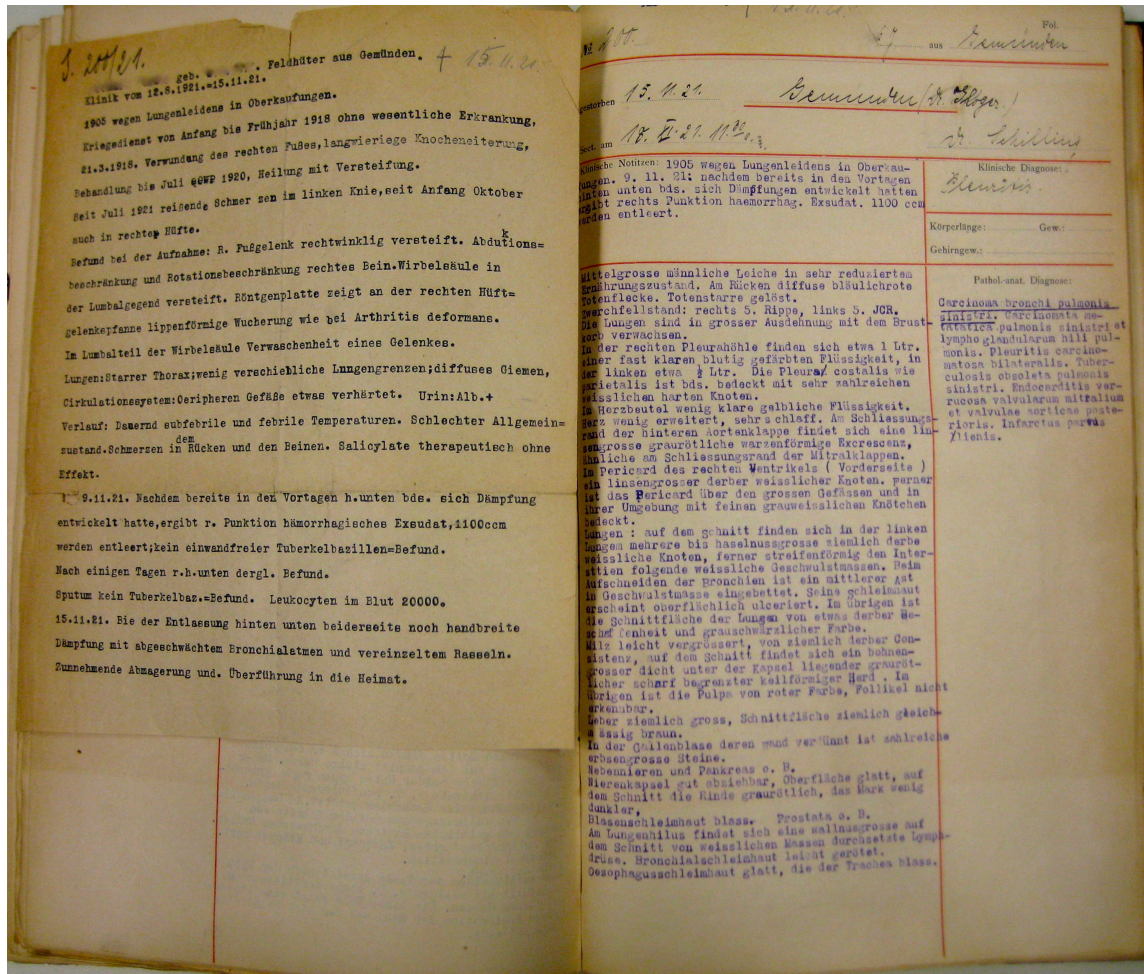 S. 200/21.
geb. Feldhüter aus Gemünden. † 15.11.21.
Klinik vom 12.8.1921.=15.11.21.
1905 wegen Lungenleidens in Oberkaufungen.
Kriegsdienst von Anfang bis Frühjahr 1918 ohne wesentliche Erkrankung,
21.3.1918. Verwundung des rechten Fußes,langwieriege Knocheneiterung,
Behandlung bis Juli 1920, Heilung mit Versteifung.
Seit Juli 1921 reißende Schmer zen im linken Knie,seit Anfang Oktober
auch in rechter Hüfte.
Befund bei der Aufnahme: R. Fußgelenk rechtwinklig versteift. Abduktions=
beschränkung und Rotationsbeschränkung rechtes Bein.Wirbelsäule in
der Lumbalgegend versteift. Röntgenplatte zeigt an der rechten Hüft=
gelenkepfanne lippenförmige Wucherung wie bei Arthritis deformans.
Im Lumbalteil der Wirbelsäule Verwaschenheit eines Gelenkes.
Lungen:Starrer Thorax;wenig verschiebliche Lungengrenzen;diffuses Giemen,
Cirkulationssystem:Oeripheren Gefäße etwas verhärtet. Urin:Alb.+
Verlauf: Dauernd subfebrile und febrile Temperaturen. Schlechter Allgemein=
zustand.Schmerzen in dem Rücken und den Beinen. Salicylate therapeutisch ohne
Effekt.
9.11.21. Nachdem bereits in den Vortagen h.unten bds. sich Dämpfung
entwickelt hatte,ergibt r. Punktion hämorrhagisches Exsudat,1100ccm
werden entleert;kein einwandfreier Tuberkelbazillen=Befund.
Nach einigen Tagen r.h.unten dergl. Befund.
Sputum kein Tuberkelbaz.=Befund. Leukocyten im Blut 20000.
15.11.21. Bie der Entlassung hinten unten beiderseits noch handbreite
Dämpfung mit abgeschwächtem Bronchialatmen und vereinzeltem Rasseln.
Zunnehmende Abmagerung und. Überführung in die Heimat.
No. 200. Fol.
aus Gemünden
gestorben 15.11.21. Gemünden
Sect. am 17. XI. 21. Dr. Schilling
Klinische Notitzen: 1905 wegen Lungenleidens in Oberkau-
fungen. 9. 11. 21: nachdem bereits in den Vortagen
hinten unten bds. sich Dämpfungen entwickelt hatten
ergibt rechts Punktion haemorrhag. Exsudat. 1100 ccm
werden entleert.
Klinische Diagnose:
Pleuritis
Körperlänge: Gew.:
Gehirngew.:
Mittelgrosse männliche Leiche in sehr reduziertem
Ernährungszustand. Am Rücken diffuse bläulichrote
Totenflecke. Totenstarre gelöst.
Zwerchfellstand: rechts 5. Rippe, links 5. JCR.
Die Lungen sind in grosser Ausdehnung mit dem Brust-
korb verwachsen.
In der rechten Pleurahöhle finden sich etwa 1 Ltr.
einer fast klaren blutig gefärbten Flüssigkeit, in
der linken etwa ½ Ltr. Die Pleura costalis wie
parietalis ist bds. bedeckt mit sehr zahlreichen
weisslichen harten Knoten.
Im Herzbeutel wenig klare gelbliche Flüssigkeit.
Herz wenig erweitert, sehr schlaff. Am Schliessungs-
rand der hinteren Aortenklappe findet sich eine lin-
sengrosse graurötliche warzenförmige Excrescenz,
ähnliche am Schliessungsrand der Mitralklappen.
Im Pericard des rechten Ventrikels ( Vorderseite )
ein linsengrosser derber weisslicher Knoten. Ferner
ist das Pericard über den grossen Gefässen und in
ihrer Umgebung mit feinen grauweisslichen Knötchen
bedeckt.
Lungen : auf dem Schnitt finden sich in der linken
Lungem mehrere bis haselnussgrosse ziemlich derbe
weissliche Knoten, ferner streifenförmig den Inter-
stitien folgende weissliche Geschwulstmassen. Beim
Aufschneiden der Bronchien ist ein mittlerer Ast
in Geschwulstmasse eingebettet. Seine Schleimhaut
erscheint oberflächlich ulceriert. Im übrigen ist
die Schnittfläche der Lungen von etwas derber Be-
schaffenheit und grauschwärzlicher Farbe.
Milz leicht vergrössert, von ziemlich derber Con-
sistenz, auf dem Schnitt findet sich ein bohnen-
grosser dicht unter der Kapsel liegender grauröt-
licher scharf begrenzter keilförmiger Herd . Im
übrigen ist die Pulpa von roter Farbe, Follikel nicht
erkennbar.
Leber ziemlich gross, Schnittfläche ziemlich gleich-
mässig braun.
In der Gallenblase deren Wand verdünnt ist zahlreiche
erbsengrosse Steine.
Nebennieren und Pankreas o. B.
Nierenkapsel gut abziehbar, Oberfläche glatt, auf
dem Schnitt die Rinde graurötlich, das Mark wenig
dunkler,
Blasenschleimhaut blass. Prostata o. B.
Am Lungenhilus findet sich eine wallnusgrosse auf
dem Schnitt von weisslichen Massen durchsetzte Lymph-
drüse. Bronchialschleimhaut leicht gerötet.
Oesophagusschleimhaut glatt, die der Trachea blass.
Pathol.-anat. Diagnose:
Carcinoma bronchi pulmonis
sinistri. Carcinomata me-
tatatica pulmonis sinistri et
lympho glandularum hili pul-
monis. Pleuritis carcino-
matosa bilateralis. Tuber-
culosis obsoleta pulmonis
sinistri. Endocarditis ver-
rucosa valvularum mitralium
et valvulae aorticae poste-
rioris. Infarctus parvus
lienis.